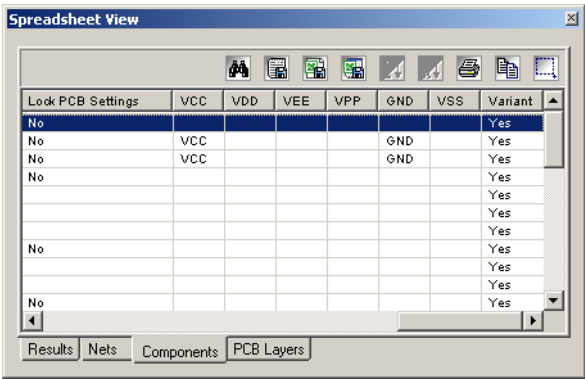 Spreadsheet View
Lock PCB Settings VCC VDD VEE VPP GND VSS Variant
No Yes
No VCC GND Yes
No VCC GND Yes
No Yes
Yes
Yes
Yes
No Yes
Yes
Yes
No Yes
Results Nets Components PCB Layers